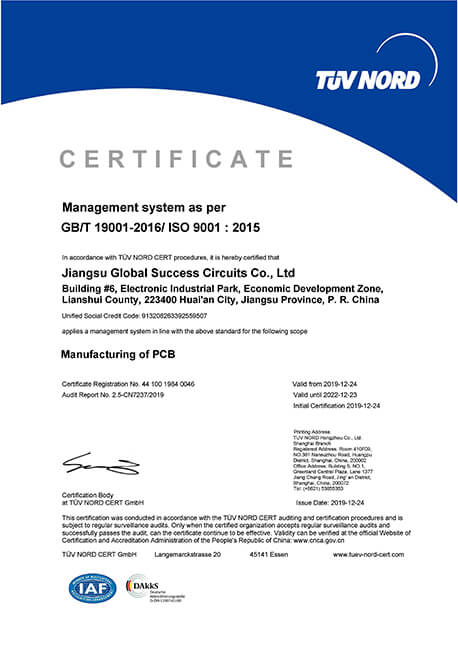 TÜV NORD
CERTIFICATE
Management system as per
GB/T 19001-2016/ ISO 9001 : 2015
In accordance with TÜV NORD CERT procedures, it is hereby certified that
Jiangsu Global Success Circuits Co., Ltd
Building #6, Electronic Industrial Park, Economic Development Zone,
Lianshui County, 223400 Huai'an City, Jiangsu Province, P. R. China
Unified Social Credit Code: 913208263392559507
applies a management system in line with the above standard for the following scope
Manufacturing of PCB
Certificate Registration No. 44 100 1984 0046
Audit Report No. 2.5-CN7237/2019
Valid from 2019-12-24
Valid until 2022-12-23
Initial Certification 2019-12-24
Printing Address:
TÜV NORD Hangzhou Co., Ltd
Shanghai Branch
Registered Address: Room 410F09,
NO.381 Nansuzhou Road, Huangpu
District, Shanghai, China, 200002
Office Address: Building 5, NO.1,
Greenland Central Plaza, Lane 1377
Jiang Chang Road, Jing' an District,
Shanghai, China, 200072
Tel: (+8621) 53855353
Certification Body
at TÜV NORD CERT GmbH
Issue Date: 2019-12-24
This certification was conducted in accordance with the TÜV NORD CERT auditing and certification procedures and is
subject to regular surveillance audits. Only when the certified organization accepts regular surveillance audits and
successfully passes the audit, can the certificate continue to be effective. Validity can be verified at the official Website of
Certification and Accreditation Administration of the People's Republic of China: www.cnca.gov.cn
TÜV NORD CERT GmbH Langemarckstrasse 20 45141 Essen www.tuev-nord-cert.com
IAF
DAkkS
Deutsche
Akkreditierungsstelle